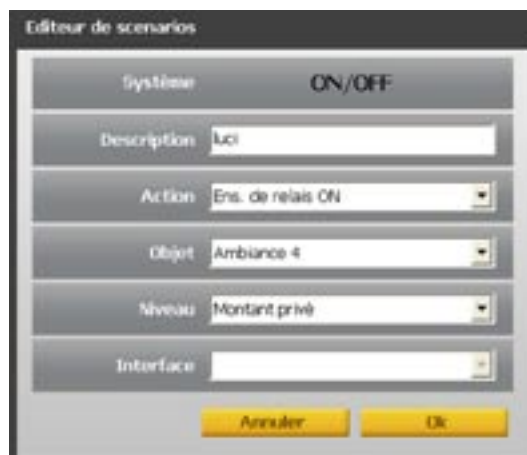 Editeur de scenarios
Système ON/OFF
Description luci
Action Ens. de relais ON
Objet Ambiance 4
Niveau Montant privè
Interface
Annuler Ok